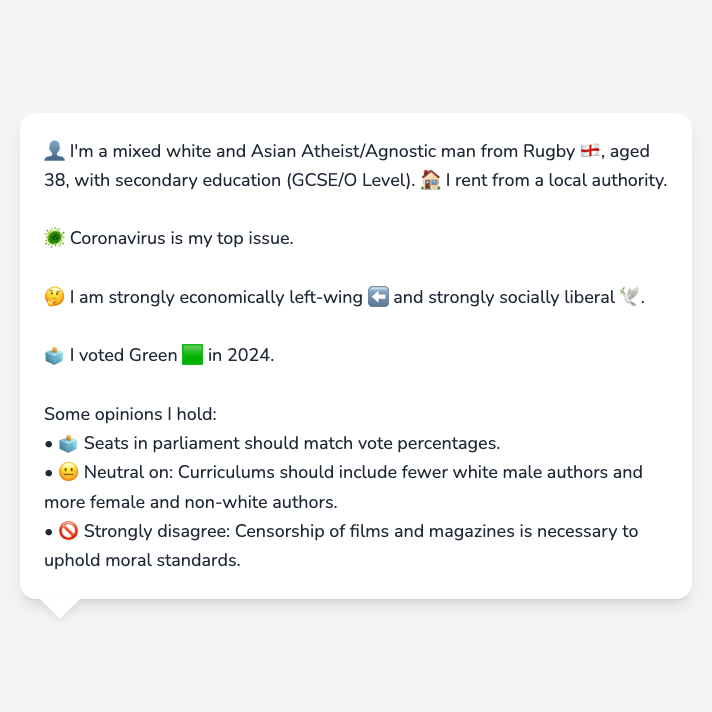 👤 I'm a mixed white and Asian Atheist/Agnostic man from Rugby 🏴󠁧󠁢󠁥󠁮󠁧󠁿, aged
38, with secondary education (GCSE/O Level). 🏠 I rent from a local authority.
🦠 Coronavirus is my top issue.
🤔 I am strongly economically left-wing ⬅️ and strongly socially liberal 🕊️.
🗳️ I voted Green 🟩 in 2024.
Some opinions I hold:
• 🗳️ Seats in parliament should match vote percentages.
• 😐 Neutral on: Curriculums should include fewer white male authors and
more female and non-white authors.
• 🚫 Strongly disagree: Censorship of films and magazines is necessary to
uphold moral standards.